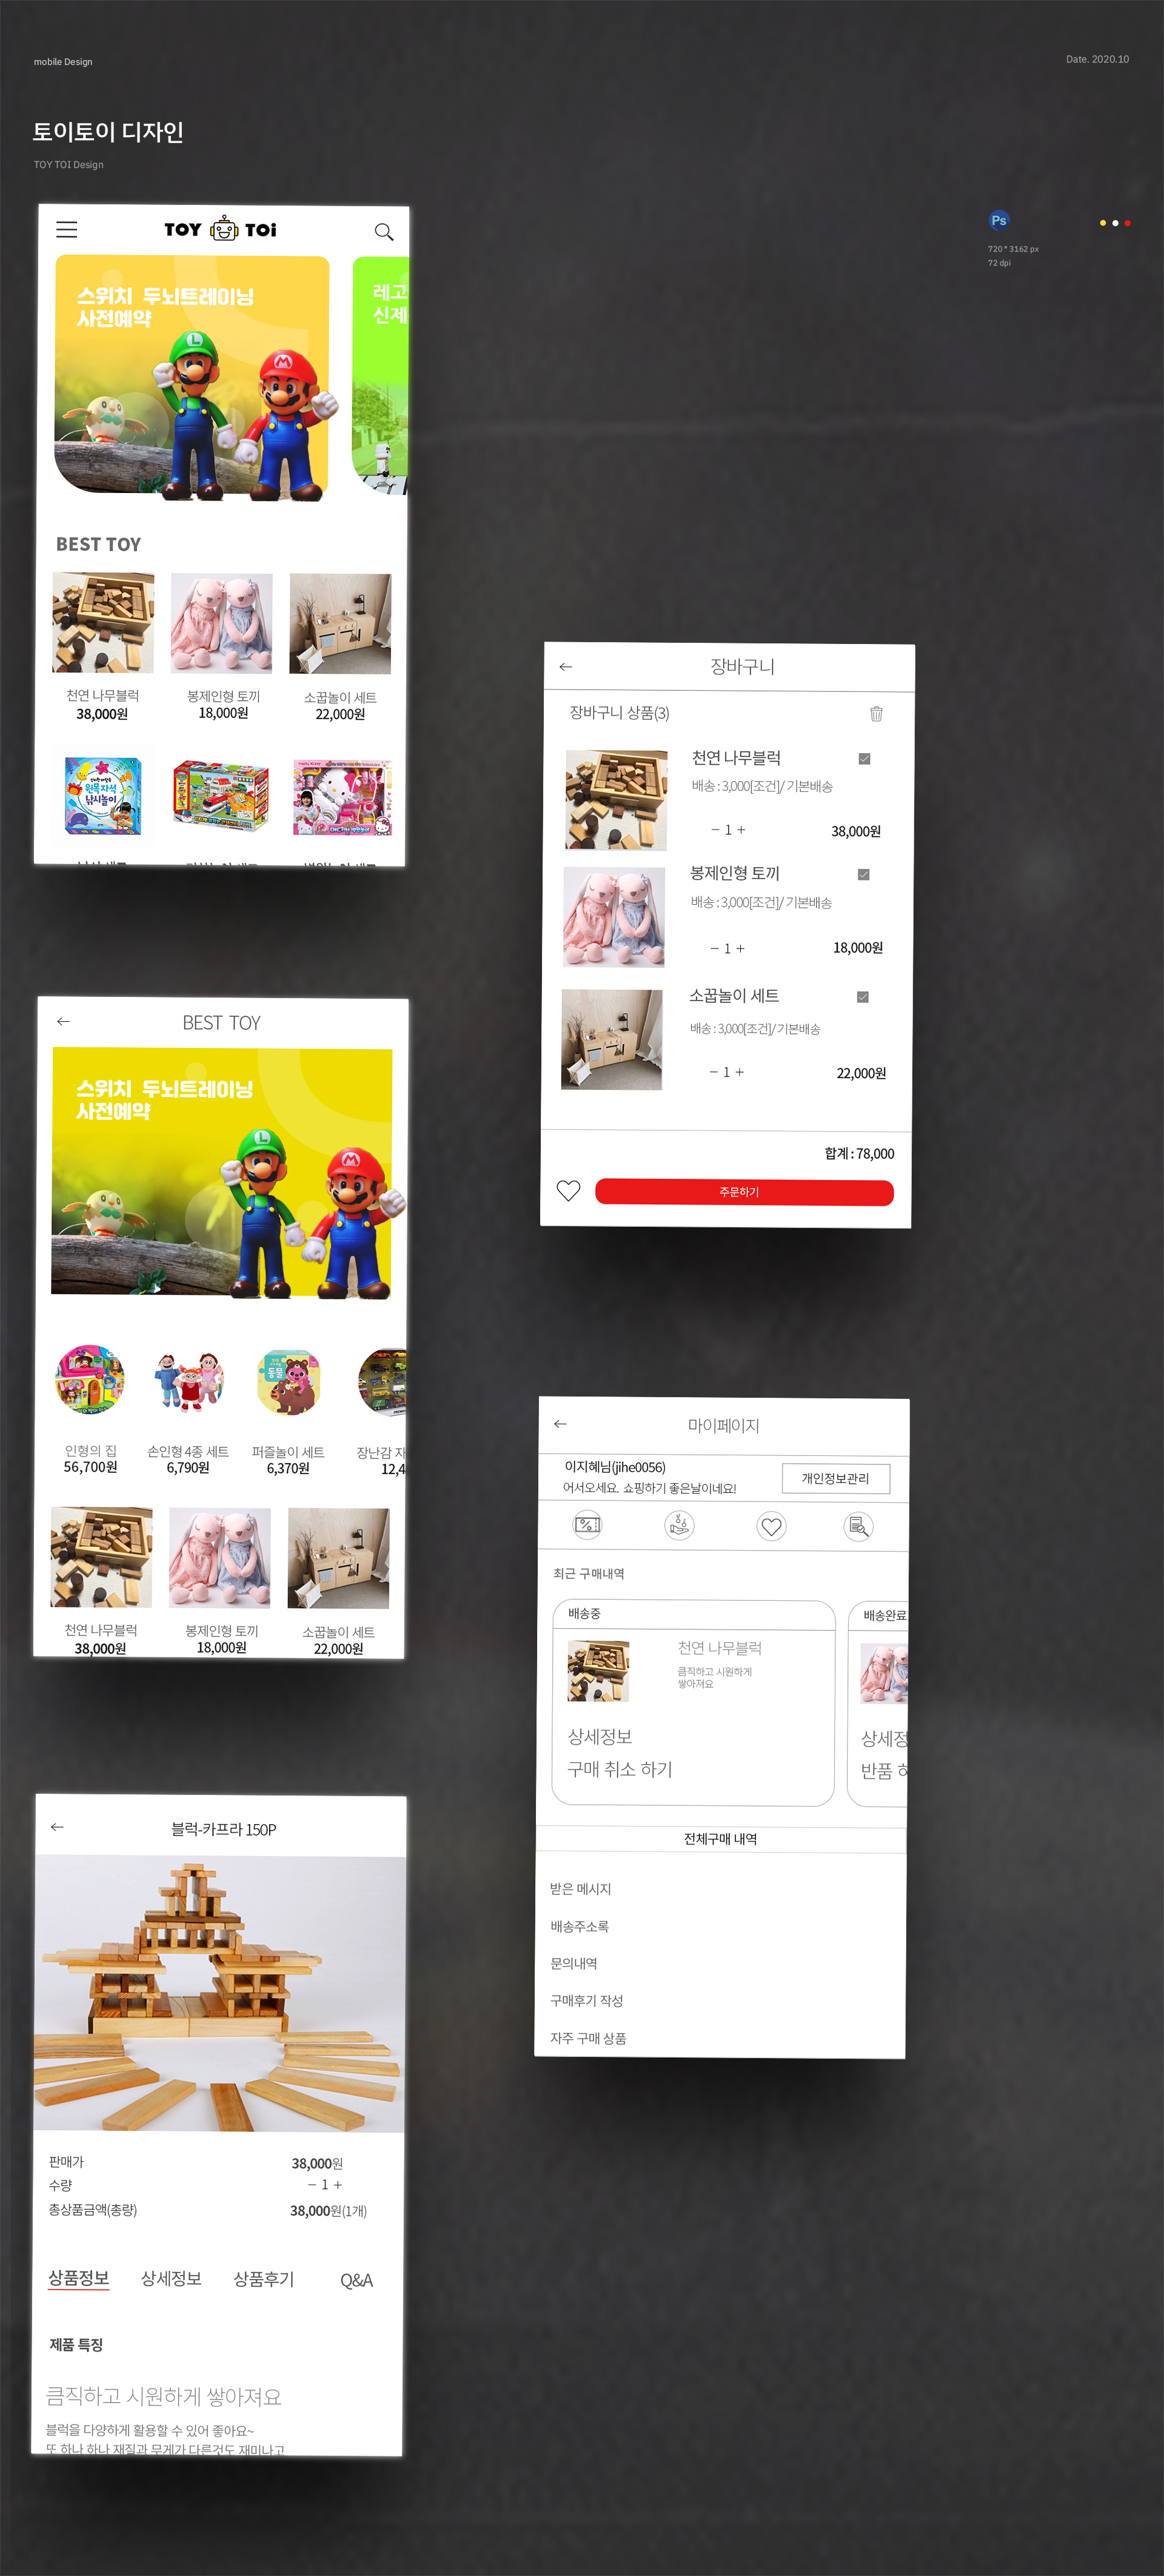 mobile Design
Date. 2020.10
토이토이 디자인
TOY TOI Design
Ps
720 * 3162 px
72 dpi
TOY TOi
스위치 두뇌트레이닝
사전예약
레고
신제
BEST TOY
천연 나무블럭
38,000원
봉제인형 토끼
18,000원
소꿉놀이 세트
22,000원
원목자석
낚시놀이
BEST TOY
스위치 두뇌트레이닝
사전예약
동물
인형의 집
56,700원
손인형 4종 세트
6,790원
퍼즐놀이 세트
6,370원
장난감 자
12,4
천연 나무블럭
38,000원
봉제인형 토끼
18,000원
소꿉놀이 세트
22,000원
블럭-카프라 150P
판매가
38,000원
수량
− 1 +
총상품금액(총량)
38,000원(1개)
상품정보
상세정보
상품후기
Q&A
제품 특징
큼직하고 시원하게 쌓아져요
블럭을 다양하게 활용할 수 있어 좋아요~
또 하나 하나 재질과 무게가 다른것도 재미나고
장바구니
장바구니 상품(3)
천연 나무블럭
배송 : 3,000[조건]/ 기본배송
− 1 +
38,000원
봉제인형 토끼
배송 : 3,000[조건]/ 기본배송
− 1 +
18,000원
소꿉놀이 세트
배송 : 3,000[조건]/ 기본배송
− 1 +
22,000원
합계 : 78,000
주문하기
마이페이지
이지혜님(jihe0056)
어서오세요. 쇼핑하기 좋은날이네요!
개인정보관리
최근 구매내역
배송중
천연 나무블럭
큼직하고 시원하게
쌓아져요
상세정보
구매 취소 하기
배송완료
상세정
반품 ㅎ
전체구매 내역
받은 메시지
배송주소록
문의내역
구매후기 작성
자주 구매 상품